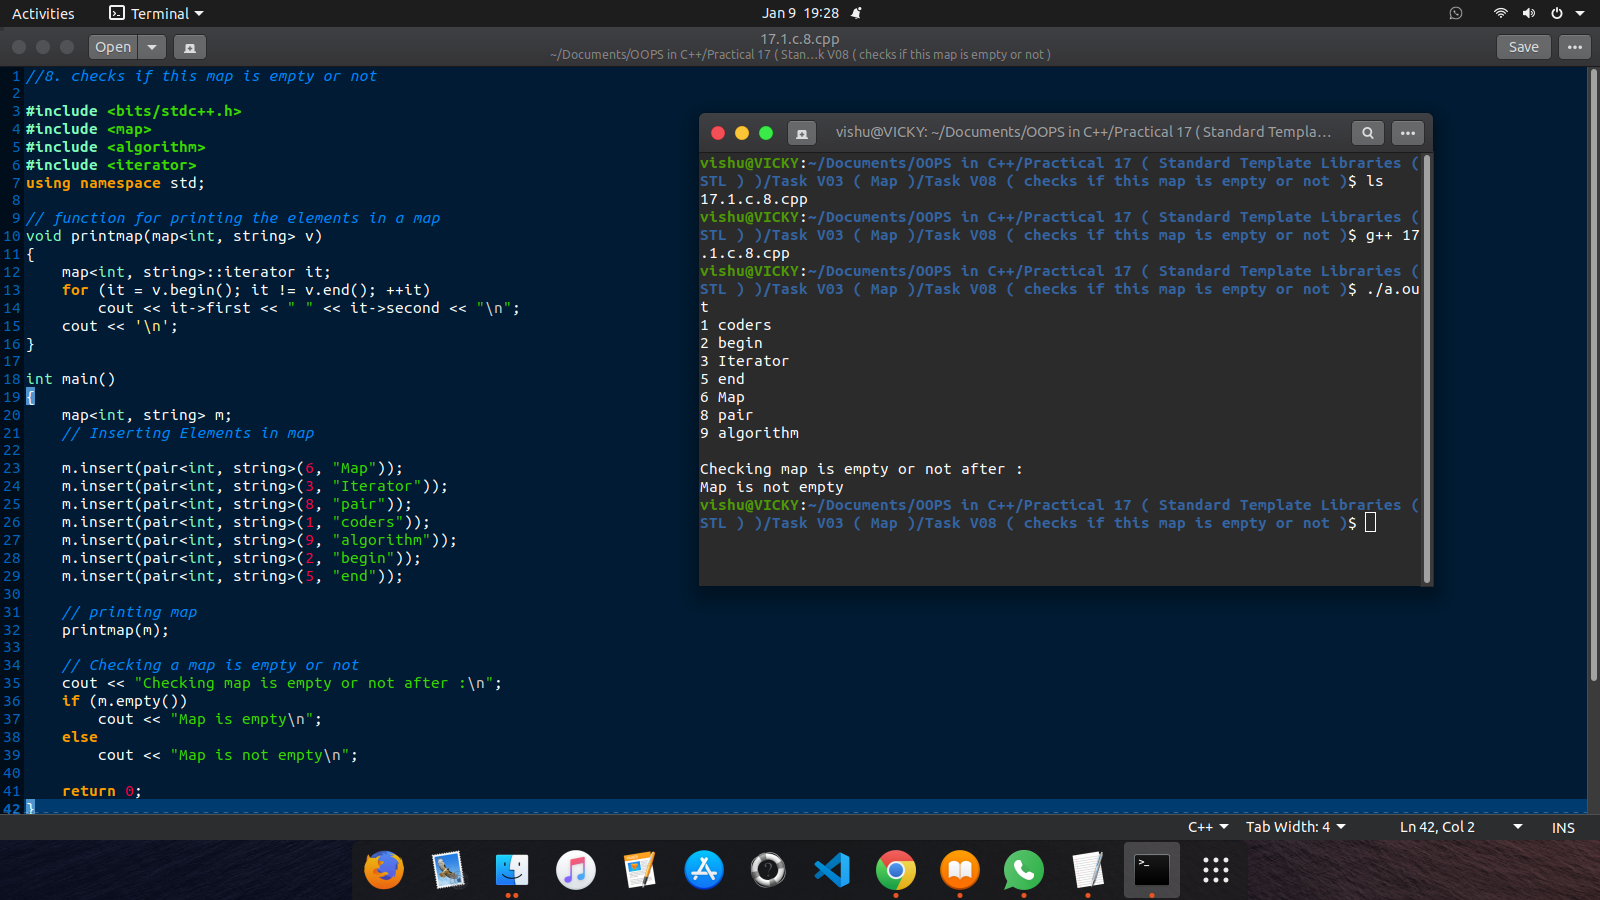 Activities
Terminal
Jan 9 19:28
Open
17.1.c.8.cpp
~/Documents/OOPS in C++/Practical 17 ( Stan...k V08 ( checks if this map is empty or not )
Save
1 //8. checks if this map is empty or not
2
3 #include <bits/stdc++.h>
4 #include <map>
5 #include <algorithm>
6 #include <iterator>
7 using namespace std;
8
9 // function for printing the elements in a map
10 void printmap(map<int, string> v)
11 {
12     map<int, string>::iterator it;
13     for (it = v.begin(); it != v.end(); ++it)
14         cout << it->first << " " << it->second << "\n";
15     cout << '\n';
16 }
17
18 int main()
19 {
20     map<int, string> m;
21     // Inserting Elements in map
22
23     m.insert(pair<int, string>(6, "Map"));
24     m.insert(pair<int, string>(3, "Iterator"));
25     m.insert(pair<int, string>(8, "pair"));
26     m.insert(pair<int, string>(1, "coders"));
27     m.insert(pair<int, string>(9, "algorithm"));
28     m.insert(pair<int, string>(2, "begin"));
29     m.insert(pair<int, string>(5, "end"));
30
31     // printing map
32     printmap(m);
33
34     // Checking a map is empty or not
35     cout << "Checking map is empty or not after :\n";
36     if (m.empty())
37         cout << "Map is empty\n";
38     else
39         cout << "Map is not empty\n";
40
41     return 0;
42 }
vishu@VICKY: ~/Documents/OOPS in C++/Practical 17 ( Standard Templa...
vishu@VICKY:~/Documents/OOPS in C++/Practical 17 ( Standard Template Libraries (
STL ) )/Task V03 ( Map )/Task V08 ( checks if this map is empty or not )$ ls
17.1.c.8.cpp
vishu@VICKY:~/Documents/OOPS in C++/Practical 17 ( Standard Template Libraries (
STL ) )/Task V03 ( Map )/Task V08 ( checks if this map is empty or not )$ g++ 17
.1.c.8.cpp
vishu@VICKY:~/Documents/OOPS in C++/Practical 17 ( Standard Template Libraries (
STL ) )/Task V03 ( Map )/Task V08 ( checks if this map is empty or not )$ ./a.ou
t
1 coders
2 begin
3 Iterator
5 end
6 Map
8 pair
9 algorithm

Checking map is empty or not after :
Map is not empty
vishu@VICKY:~/Documents/OOPS in C++/Practical 17 ( Standard Template Libraries (
STL ) )/Task V03 ( Map )/Task V08 ( checks if this map is empty or not )$
C++
Tab Width: 4
Ln 42, Col 2
INS